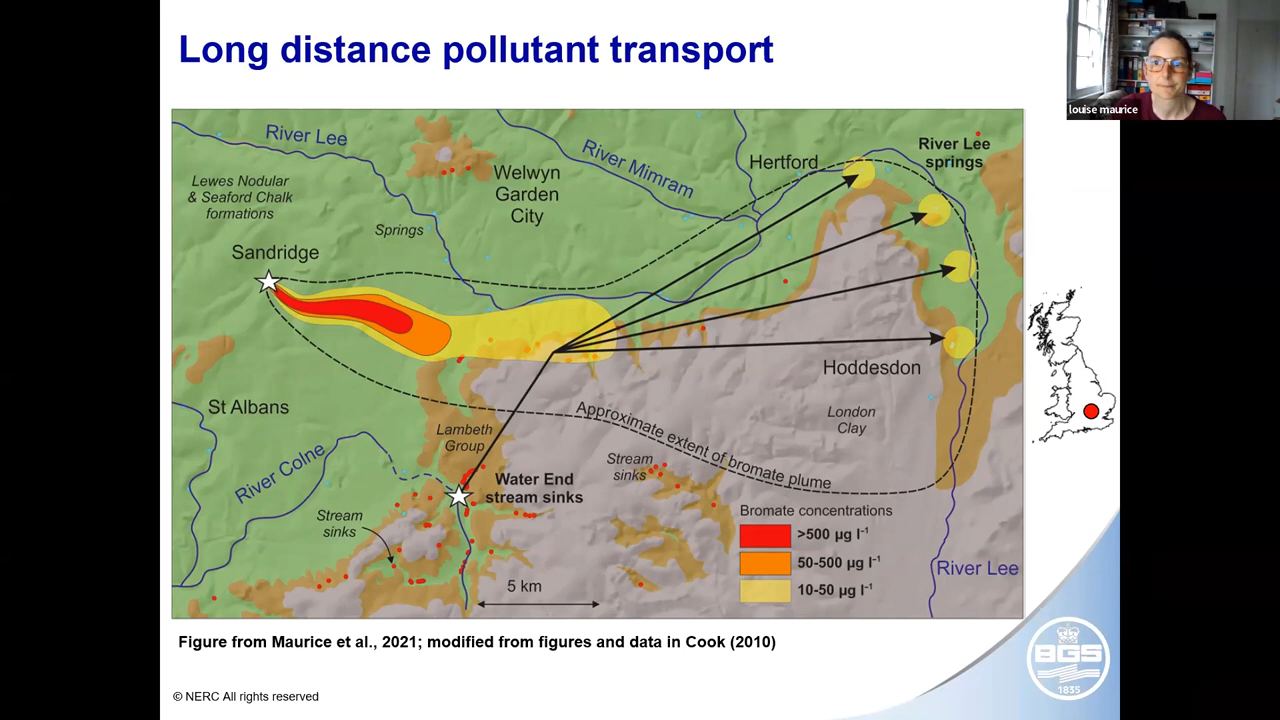 Long distance pollutant transport
louise maurice
River Lee
Lewes Nodular
& Seaford Chalk
formations
Springs
Sandridge
Welwyn
Garden
City
River Mimram
Hertford
River Lee
springs
St Albans
River Colne
Lambeth
Group
Hoddesdon
London
Clay
Approximate extent of bromate plume
Stream
sinks
Water End
stream sinks
Stream
sinks
5 km
Bromate concentrations
>500 µg l⁻¹
50-500 µg l⁻¹
10-50 µg l⁻¹
River Lee
Figure from Maurice et al., 2021; modified from figures and data in Cook (2010)
© NERC All rights reserved
BGS
1835